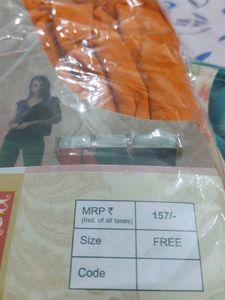 MRP ₹ 157/-
(Incl. of all taxes)
Size FREE
Code